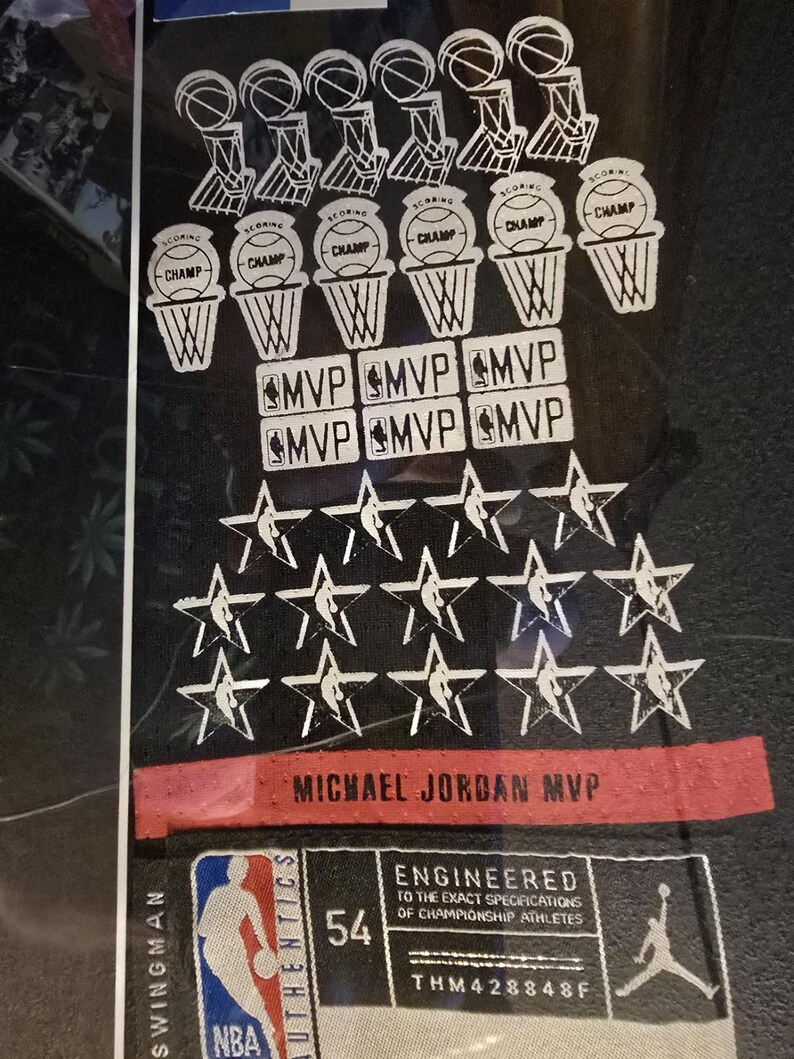 SCORING CHAMP
SCORING CHAMP
SCORING CHAMP
SCORING CHAMP
SCORING CHAMP
SCORING CHAMP
MVP MVP MVP
MVP MVP MVP
MICHAEL JORDAN MVP
SWINGMAN
NBA
AUTHENTICS
54
ENGINEERED
TO THE EXACT SPECIFICATIONS
OF CHAMPIONSHIP ATHLETES
THM428848F